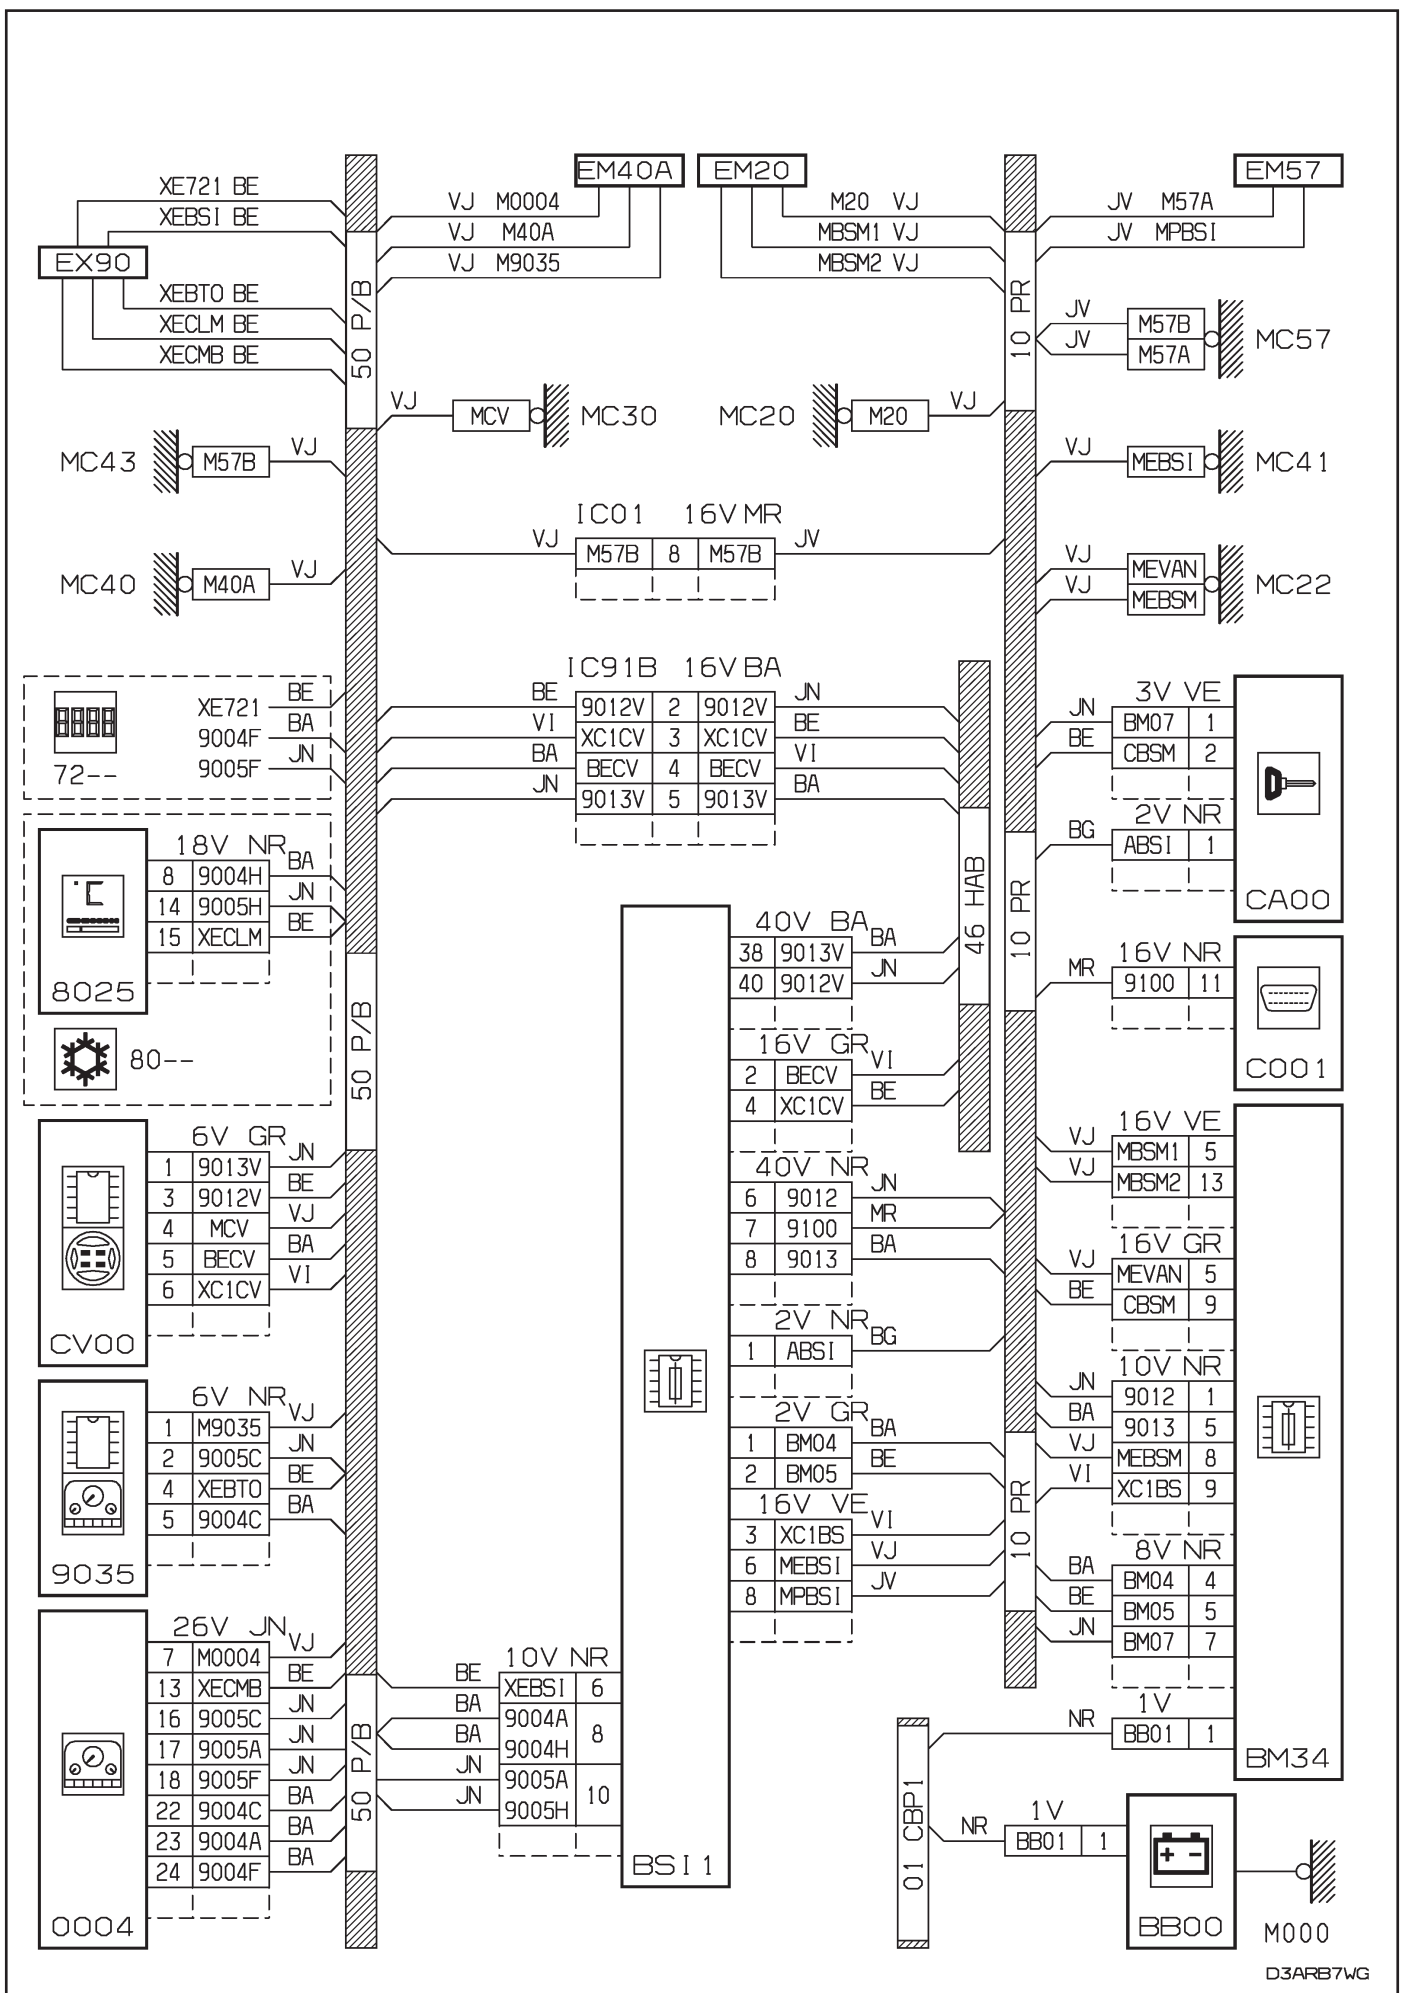 EM40A EM20 EM57
XE721 BE
XEBSI BE
EX90
XEBTO BE
XECLM BE
XECMB BE
VJ M0004
VJ M40A
VJ M9035
M20 VJ
MBSM1 VJ
MBSM2 VJ
JV M57A
JV MPBSI
50 P/B
10 PR
JV M57B
JV M57A
MC57
VJ MCV MC30
MC20 M20 VJ
MC43 M57B VJ
VJ MEBSI MC41
IC01 16V MR
VJ M57B 8 M57B JV
MC40 M40A VJ
VJ MEVAN
VJ MEBSM
MC22
IC91B 16V BA
BE 9012V 2 9012V JN
VI XC1CV 3 XC1CV BE
BA BECV 4 BECV VI
JN 9013V 5 9013V BA
XE721 BE
9004F BA
9005F JN
72--
3V VE
JN BM07 1
BE CBSM 2
2V NR
BG ABSI 1
CA00
18V NR
8 9004H BA
14 9005H JN
15 XECLM BE
°C
8025
80--
50 P/B
46 HAB
10 PR
16V NR
MR 9100 11
C001
40V BA
38 9013V BA
40 9012V JN
16V GR
2 BECV VI
4 XC1CV BE
40V NR
6 9012 JN
7 9100 MR
8 9013 BA
2V NR
1 ABSI BG
2V GR
1 BM04 BA
2 BM05 BE
16V VE
3 XC1BS VI
6 MEBSI VJ
8 MPBSI JV
6V GR
1 9013V JN
3 9012V BE
4 MCV VJ
5 BECV BA
6 XC1CV VI
CV00
6V NR
1 M9035 VJ
2 9005C JN
4 XEBTO BE
5 9004C BA
9035
16V VE
VJ MBSM1 5
VJ MBSM2 13
16V GR
VJ MEVAN 5
BE CBSM 9
10V NR
JN 9012 1
BA 9013 5
VJ MEBSM 8
VI XC1BS 9
10 PR
8V NR
BA BM04 4
BE BM05 5
JN BM07 7
1V
NR BB01 1
BM34
26V JN
7 M0004 VJ
13 XECMB BE
16 9005C JN
17 9005A JN
18 9005F JN
22 9004C BA
23 9004A BA
24 9004F BA
0004
50 P/B
10V NR
BE XEBSI 6
BA 9004A
BA 9004H
8
JN 9005A
JN 9005H
10
BSI1
01 CBP1
1V
NR BB01 1
+ -
BB00
M000
D3ARB7WG